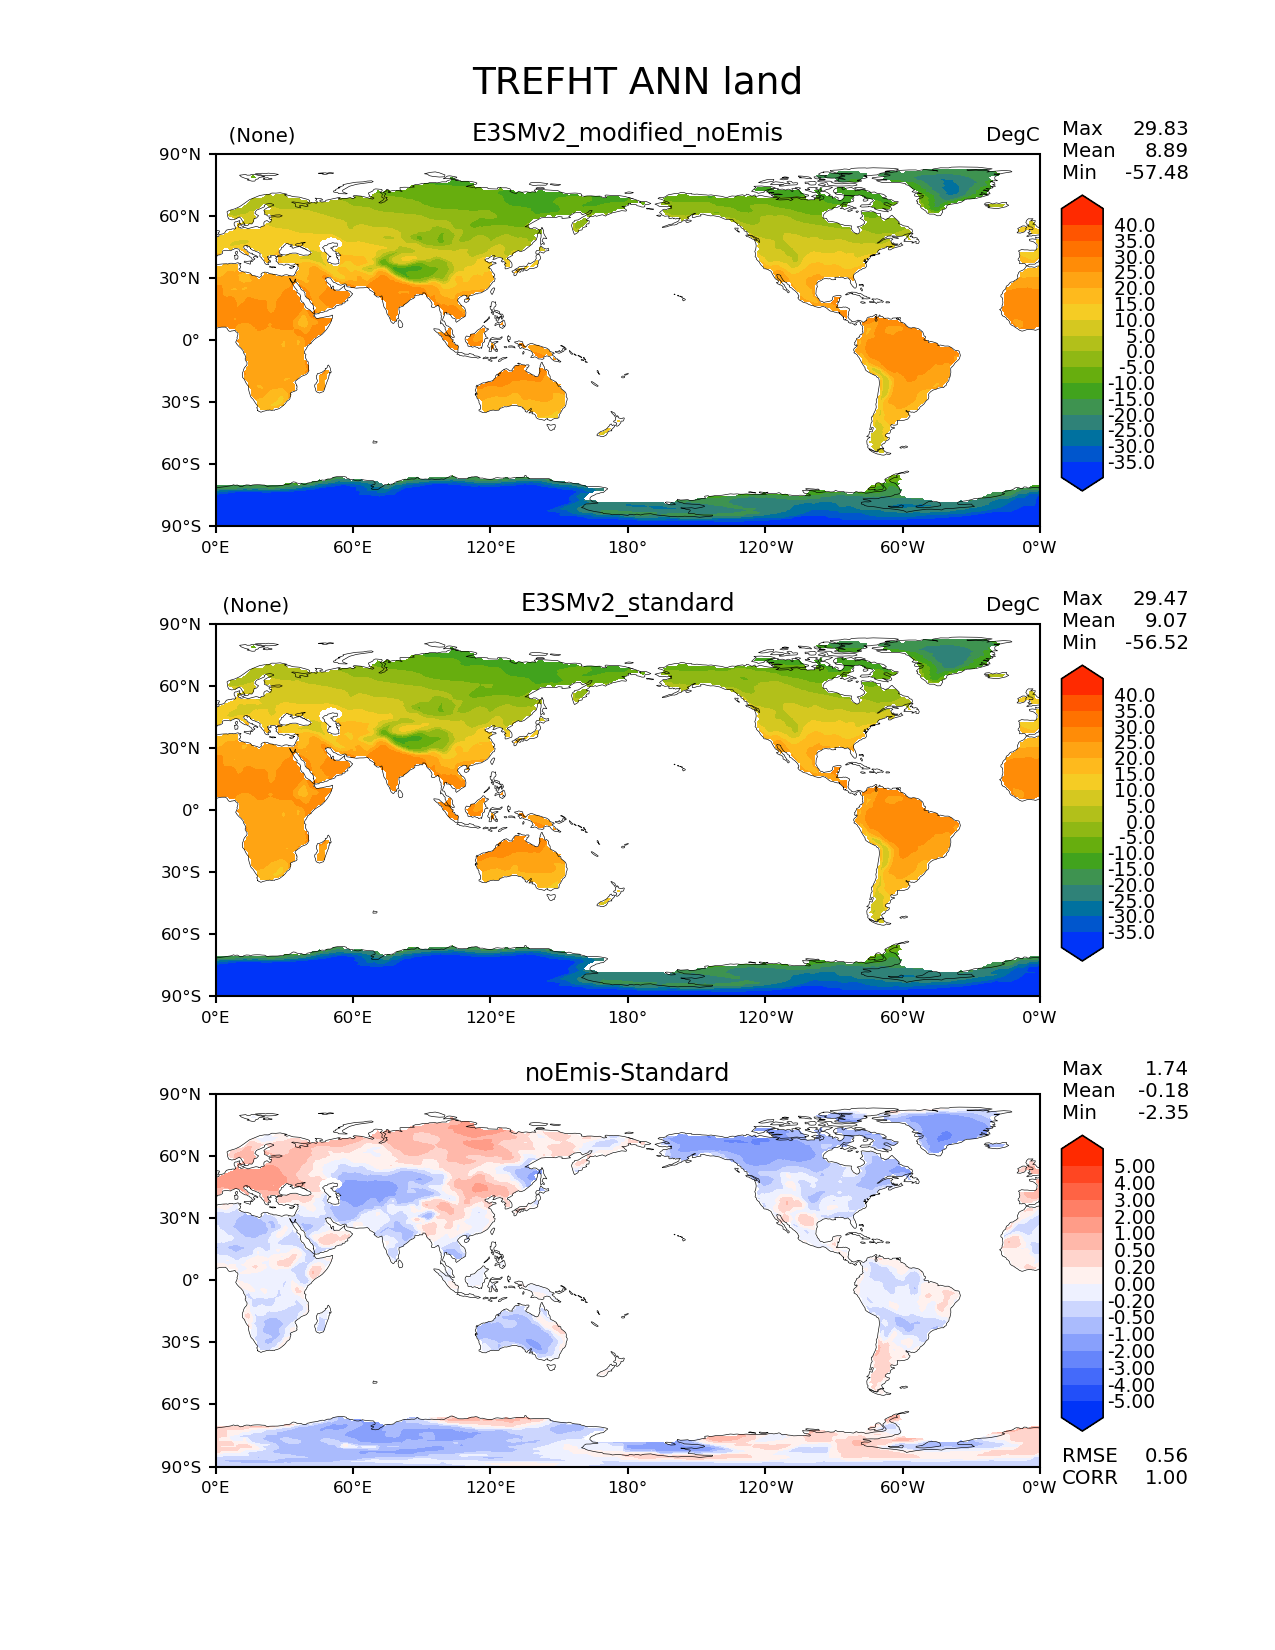 TREFHT ANN land
(None) E3SMv2_modified_noEmis DegC
Max 29.83
Mean 8.89
Min -57.48
90°N
60°N
30°N
0°
30°S
60°S
90°S
0°E 60°E 120°E 180° 120°W 60°W 0°W
40.0
35.0
30.0
25.0
20.0
15.0
10.0
5.0
0.0
-5.0
-10.0
-15.0
-20.0
-25.0
-30.0
-35.0
(None) E3SMv2_standard DegC
Max 29.47
Mean 9.07
Min -56.52
90°N
60°N
30°N
0°
30°S
60°S
90°S
0°E 60°E 120°E 180° 120°W 60°W 0°W
40.0
35.0
30.0
25.0
20.0
15.0
10.0
5.0
0.0
-5.0
-10.0
-15.0
-20.0
-25.0
-30.0
-35.0
noEmis-Standard
Max 1.74
Mean -0.18
Min -2.35
90°N
60°N
30°N
0°
30°S
60°S
90°S
0°E 60°E 120°E 180° 120°W 60°W 0°W
5.00
4.00
3.00
2.00
1.00
0.50
0.20
0.00
-0.20
-0.50
-1.00
-2.00
-3.00
-4.00
-5.00
RMSE 0.56
CORR 1.00